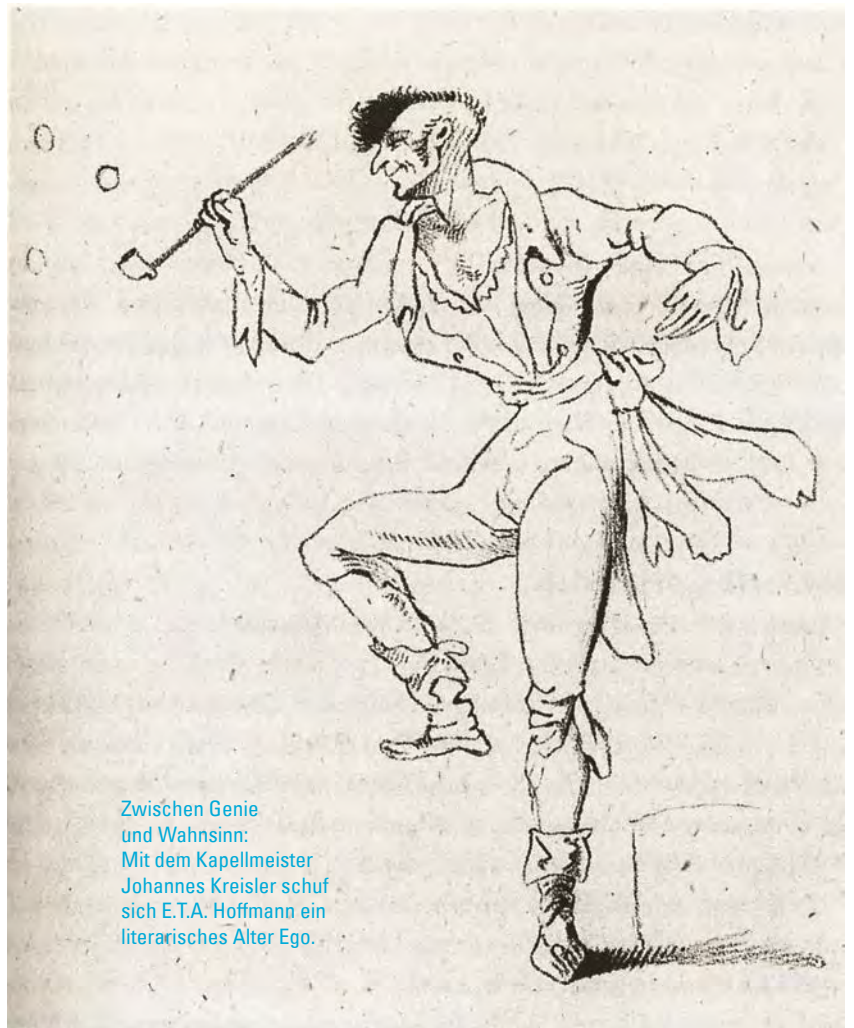 Zwischen Genie
und Wahnsinn:
Mit dem Kapellmeister
Johannes Kreisler schuf
sich E.T.A. Hoffmann ein
literarisches Alter Ego.